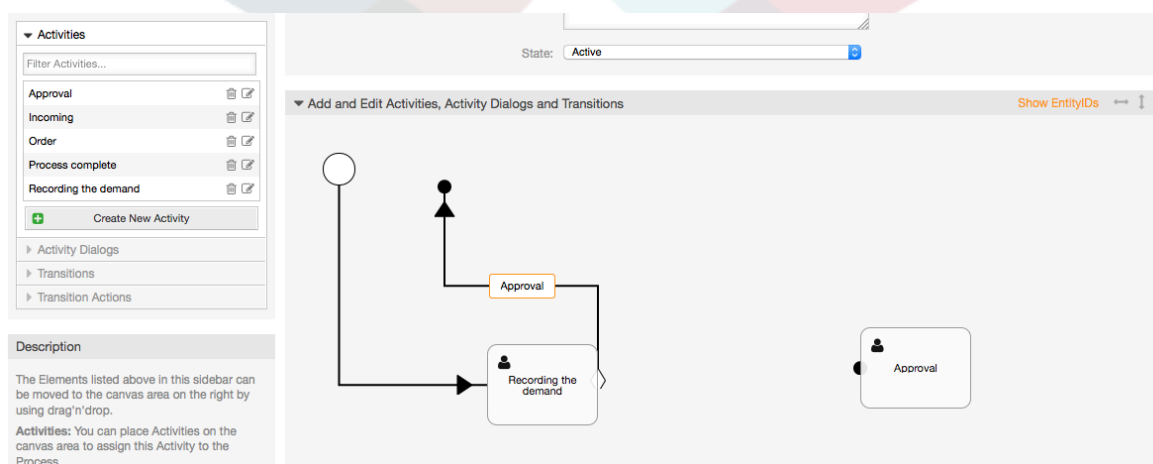 Activities
Filter Activities...
Approval
Incoming
Order
Process complete
Recording the demand
Create New Activity
Activity Dialogs
Transitions
Transition Actions
Description
The Elements listed above in this sidebar can
be moved to the canvas area on the right by
using drag'n'drop.
Activities: You can place Activities on the
canvas area to assign this Activity to the
Process.
State: Active
Add and Edit Activities, Activity Dialogs and Transitions
Show EntityIDs
Approval
Recording the
demand
Approval